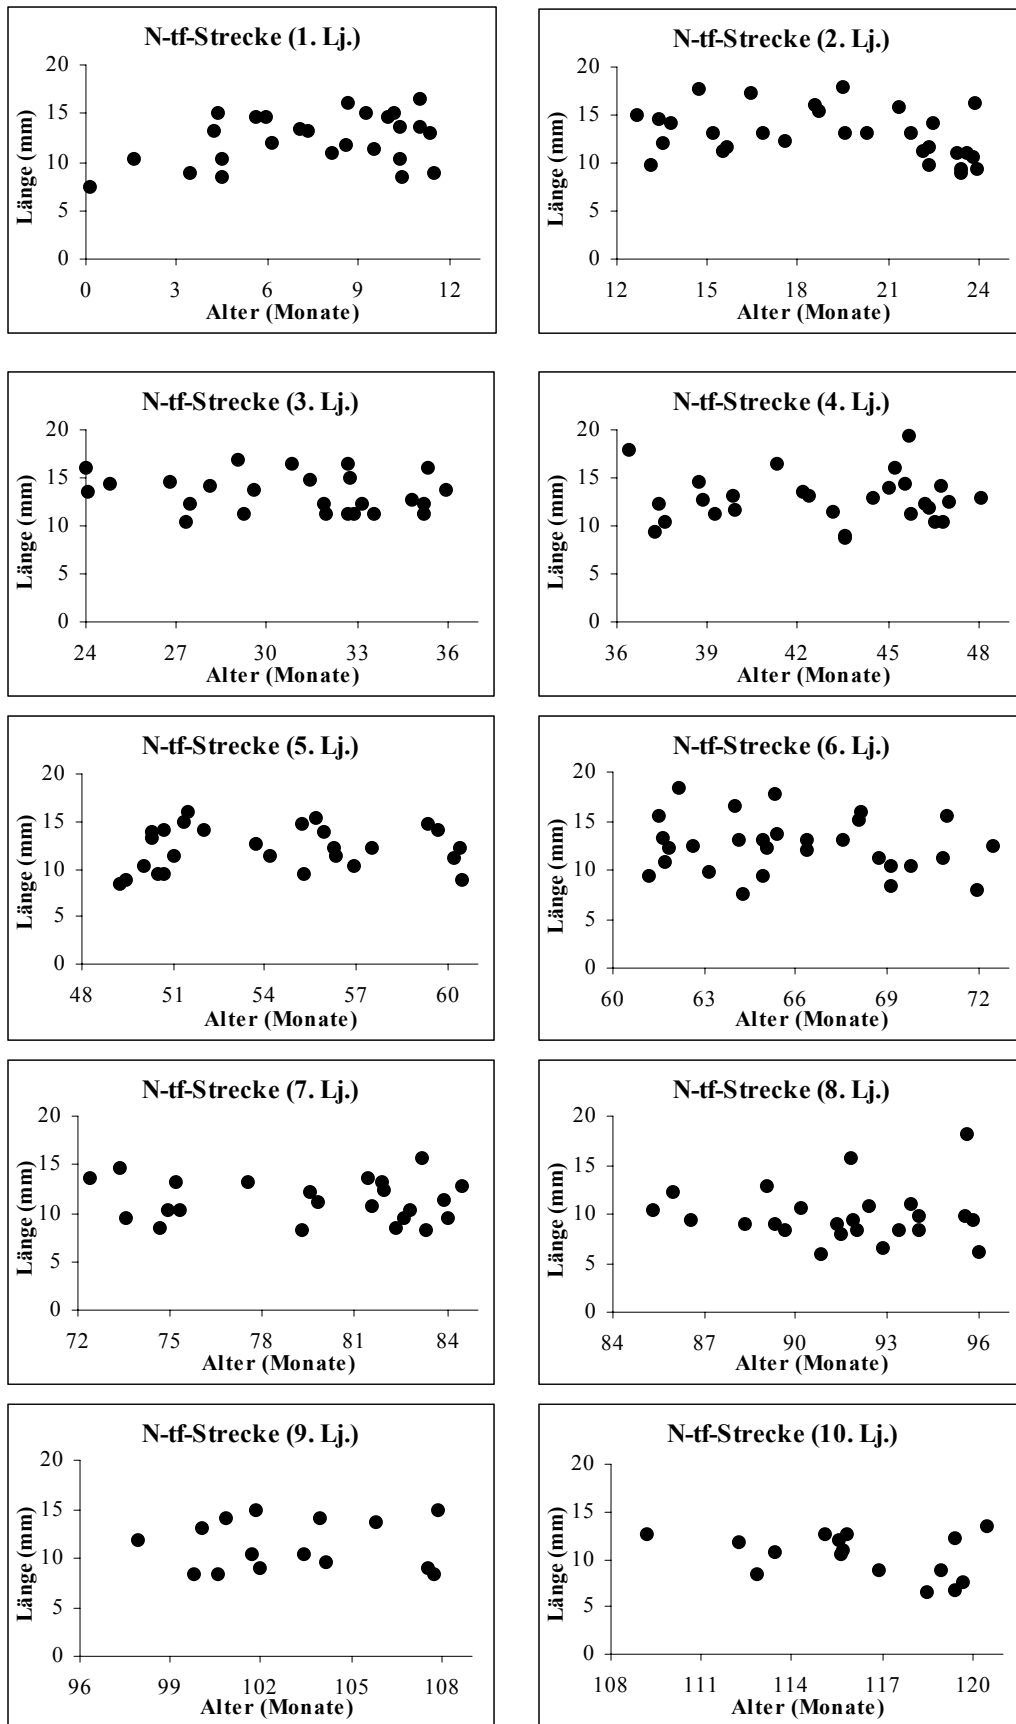 N-tf-Strecke (1. Lj.)
Länge (mm)
20
15
10
5
0
0 3 6 9 12
Alter (Monate)
N-tf-Strecke (2. Lj.)
Länge (mm)
20
15
10
5
0
12 15 18 21 24
Alter (Monate)
N-tf-Strecke (3. Lj.)
Länge (mm)
20
15
10
5
0
24 27 30 33 36
Alter (Monate)
N-tf-Strecke (4. Lj.)
Länge (mm)
20
15
10
5
0
36 39 42 45 48
Alter (Monate)
N-tf-Strecke (5. Lj.)
Länge (mm)
20
15
10
5
0
48 51 54 57 60
Alter (Monate)
N-tf-Strecke (6. Lj.)
Länge (mm)
20
15
10
5
0
60 63 66 69 72
Alter (Monate)
N-tf-Strecke (7. Lj.)
Länge (mm)
20
15
10
5
0
72 75 78 81 84
Alter (Monate)
N-tf-Strecke (8. Lj.)
Länge (mm)
20
15
10
5
0
84 87 90 93 96
Alter (Monate)
N-tf-Strecke (9. Lj.)
Länge (mm)
20
15
10
5
0
96 99 102 105 108
Alter (Monate)
N-tf-Strecke (10. Lj.)
Länge (mm)
20
15
10
5
0
108 111 114 117 120
Alter (Monate)